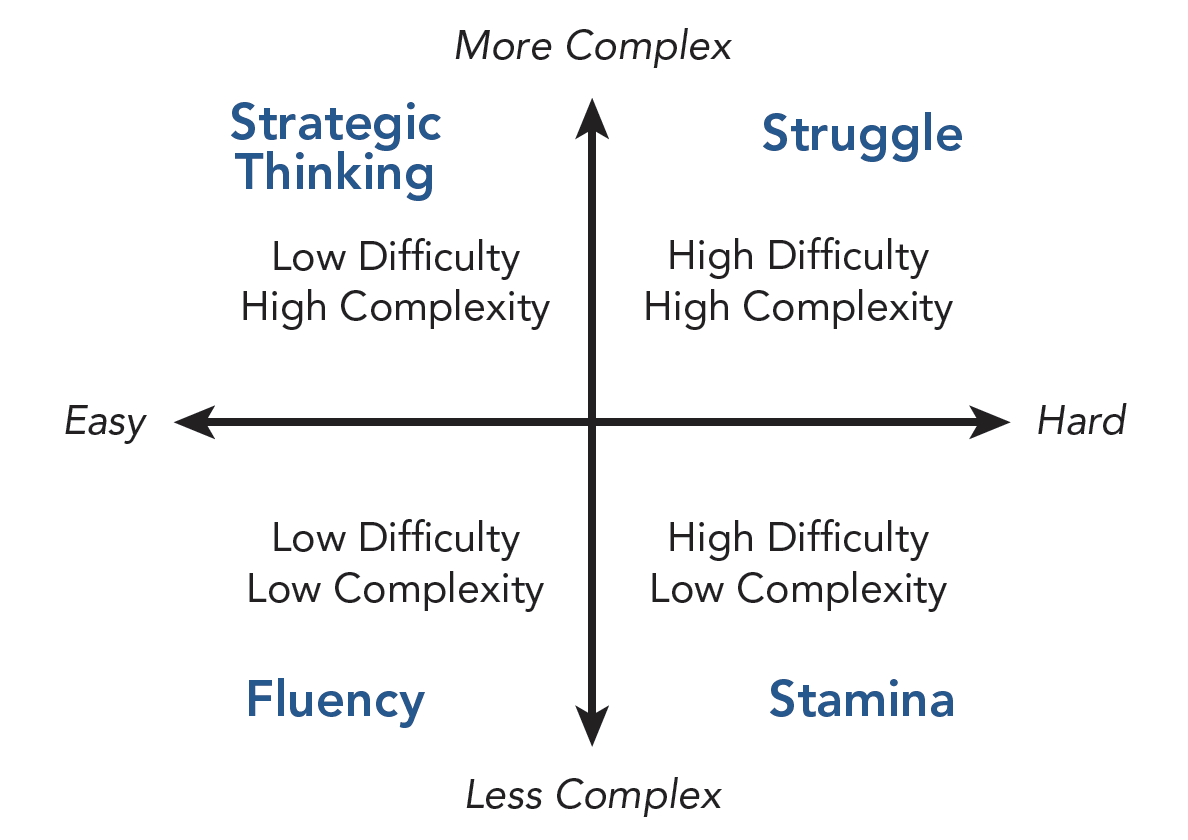 More Complex
Strategic
Thinking
Struggle
Low Difficulty
High Complexity
High Difficulty
High Complexity
Easy
Hard
Low Difficulty
Low Complexity
High Difficulty
Low Complexity
Fluency
Stamina
Less Complex